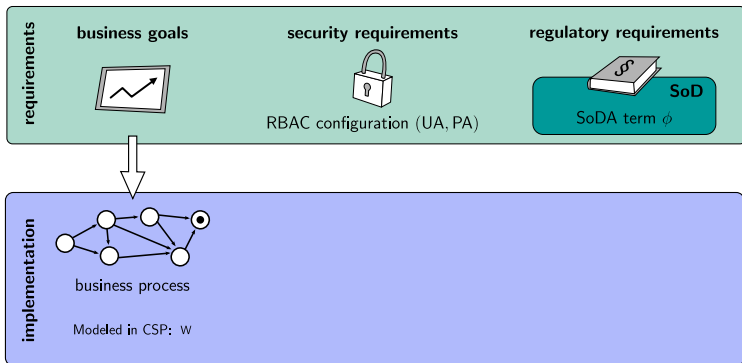 requirements
business goals
security requirements
regulatory requirements
§
SoD
RBAC configuration (UA, PA)
SoDA term ϕ
implementation
business process
Modeled in CSP: W